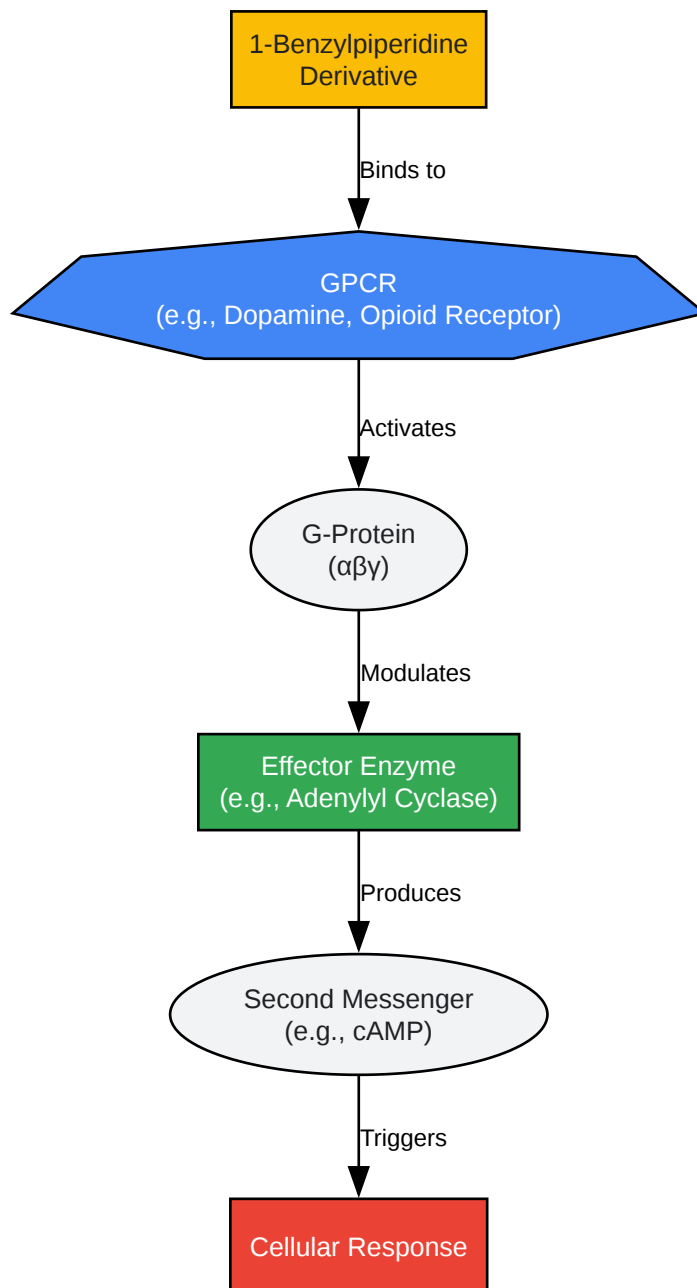 1-Benzylpiperidine
Derivative
Binds to
GPCR
(e.g., Dopamine, Opioid Receptor)
Activates
G-Protein
(αβγ)
Modulates
Effector Enzyme
(e.g., Adenylyl Cyclase)
Produces
Second Messenger
(e.g., cAMP)
Triggers
Cellular Response